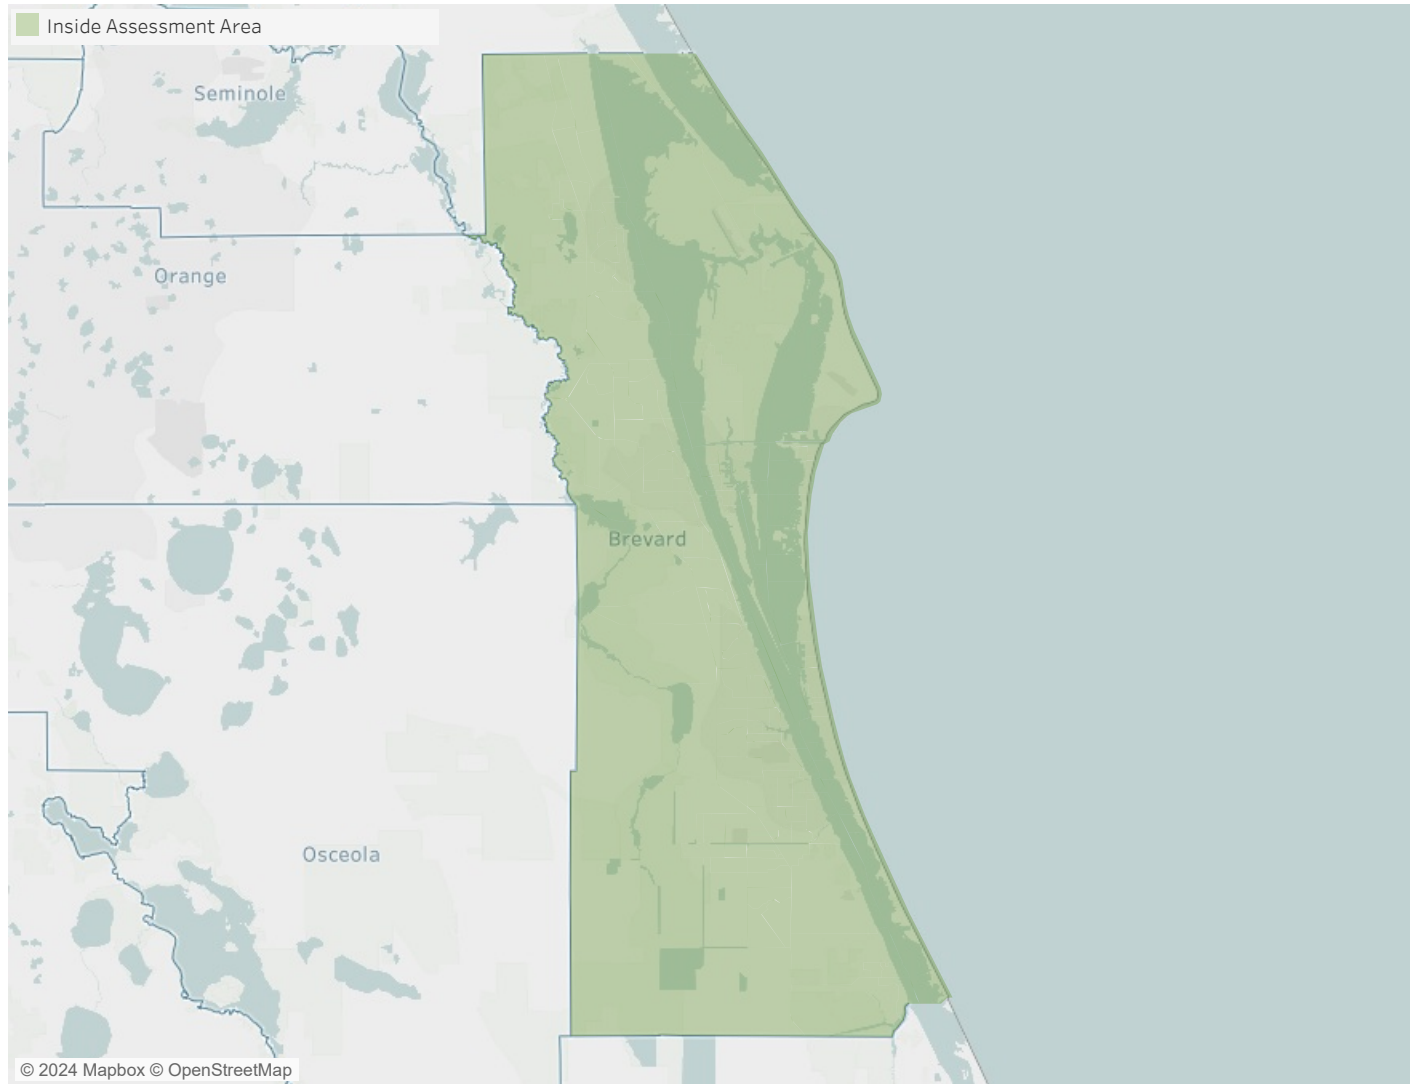 Inside Assessment Area
Seminole
Orange
Brevard
Osceola
© 2024 Mapbox © OpenStreetMap